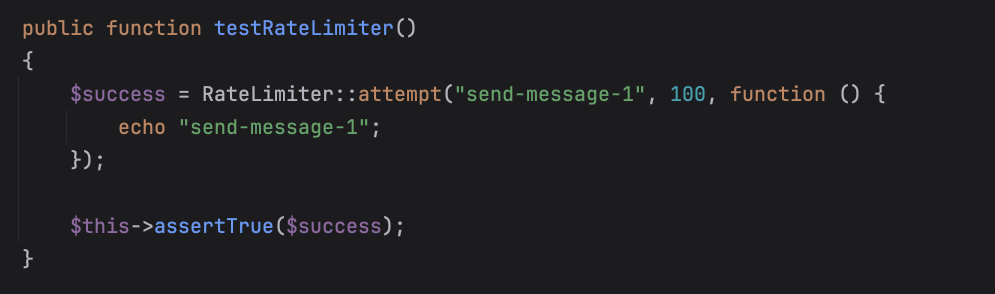 public function testRateLimiter()
{
    $success = RateLimiter::attempt("send-message-1", 100, function () {
        echo "send-message-1";
    });

    $this->assertTrue($success);
}